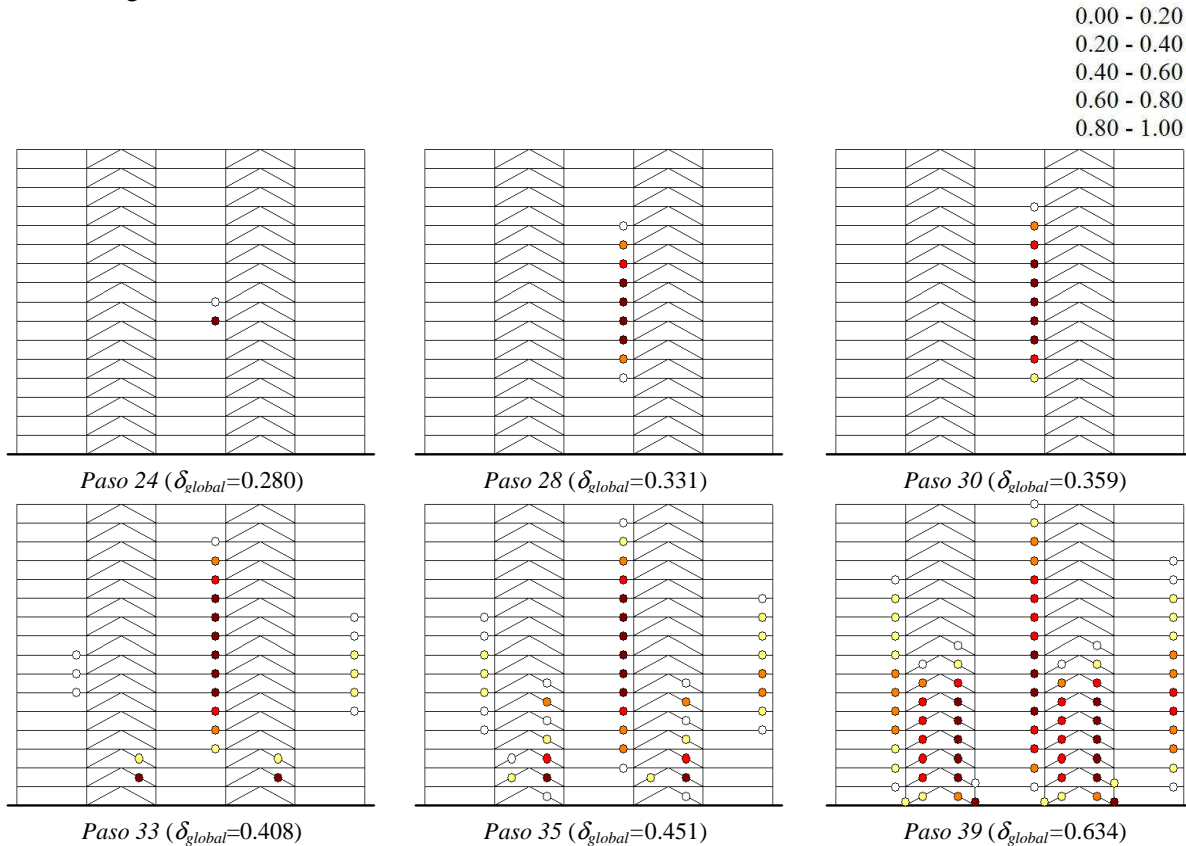 0.00 - 0.20
0.20 - 0.40
0.40 - 0.60
0.60 - 0.80
0.80 - 1.00
Paso 24 (δglobal=0.280)
Paso 28 (δglobal=0.331)
Paso 30 (δglobal=0.359)
Paso 33 (δglobal=0.408)
Paso 35 (δglobal=0.451)
Paso 39 (δglobal=0.634)